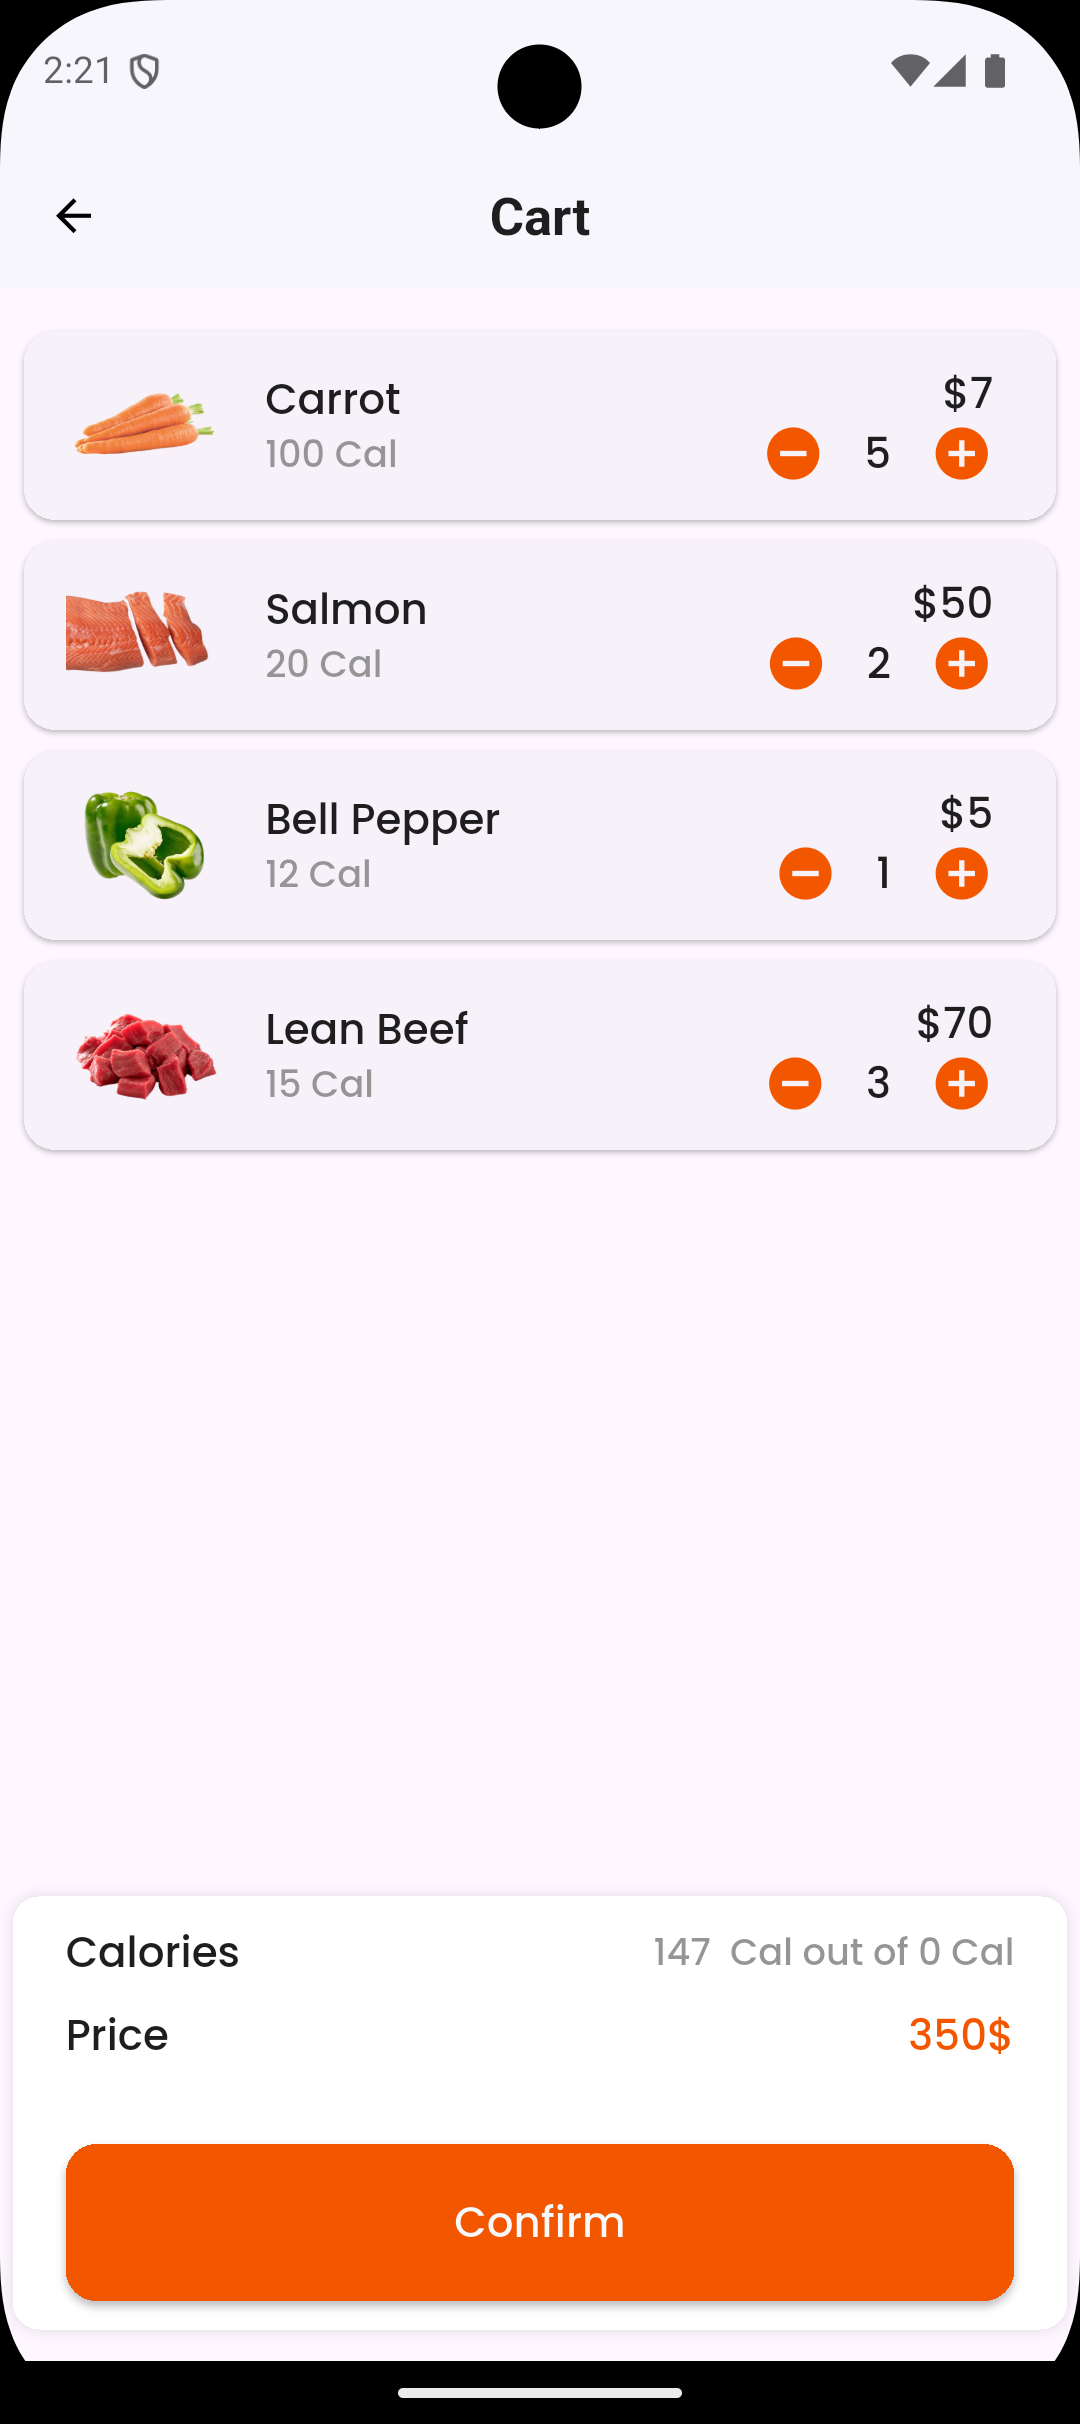 2:21
Cart
Carrot
100 Cal
$7
5
Salmon
20 Cal
$50
2
Bell Pepper
12 Cal
$5
1
Lean Beef
15 Cal
$70
3
Calories 147 Cal out of 0 Cal
Price 350$
Confirm